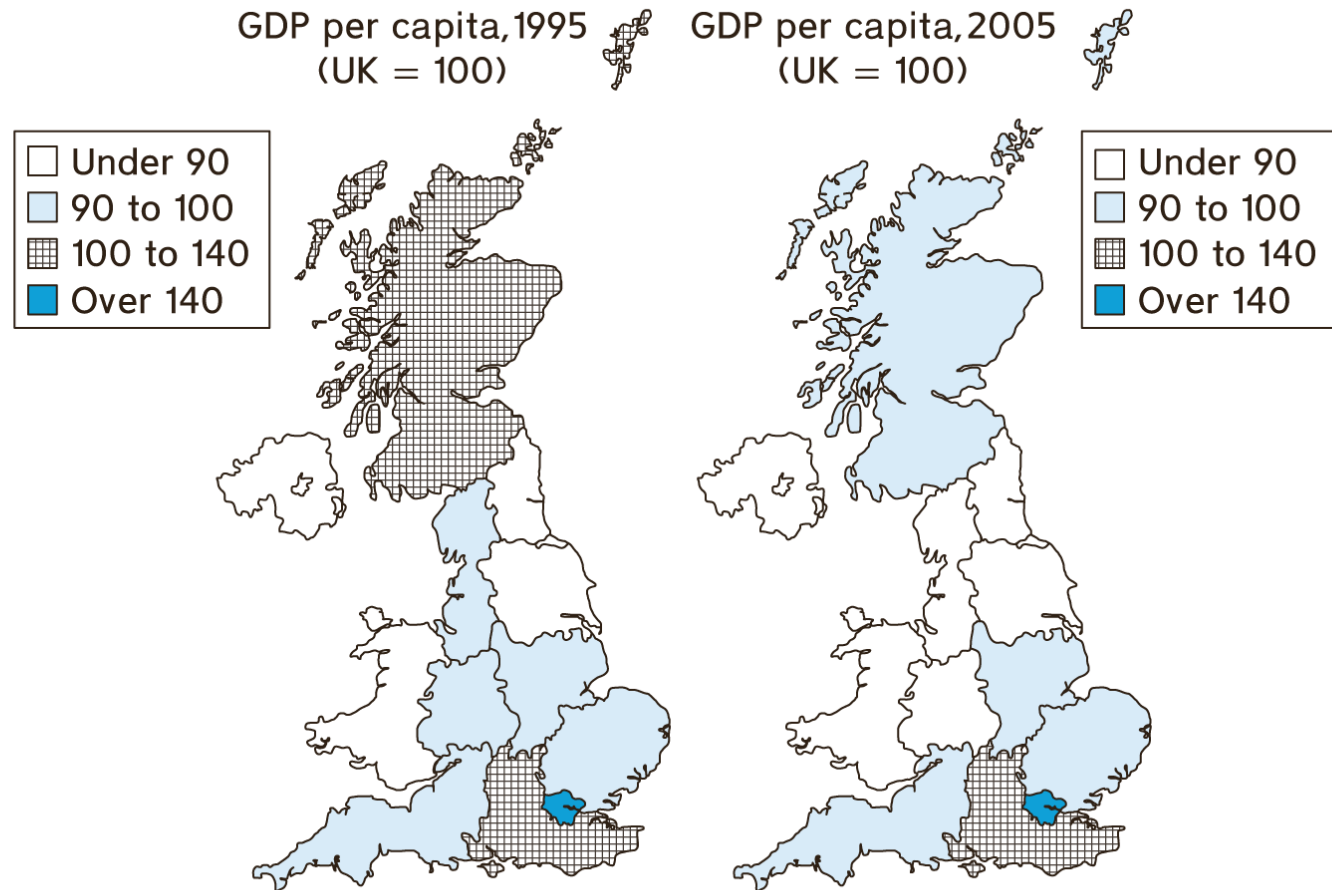 GDP per capita, 1995
(UK = 100)
GDP per capita, 2005
(UK = 100)
Under 90
90 to 100
100 to 140
Over 140
Under 90
90 to 100
100 to 140
Over 140